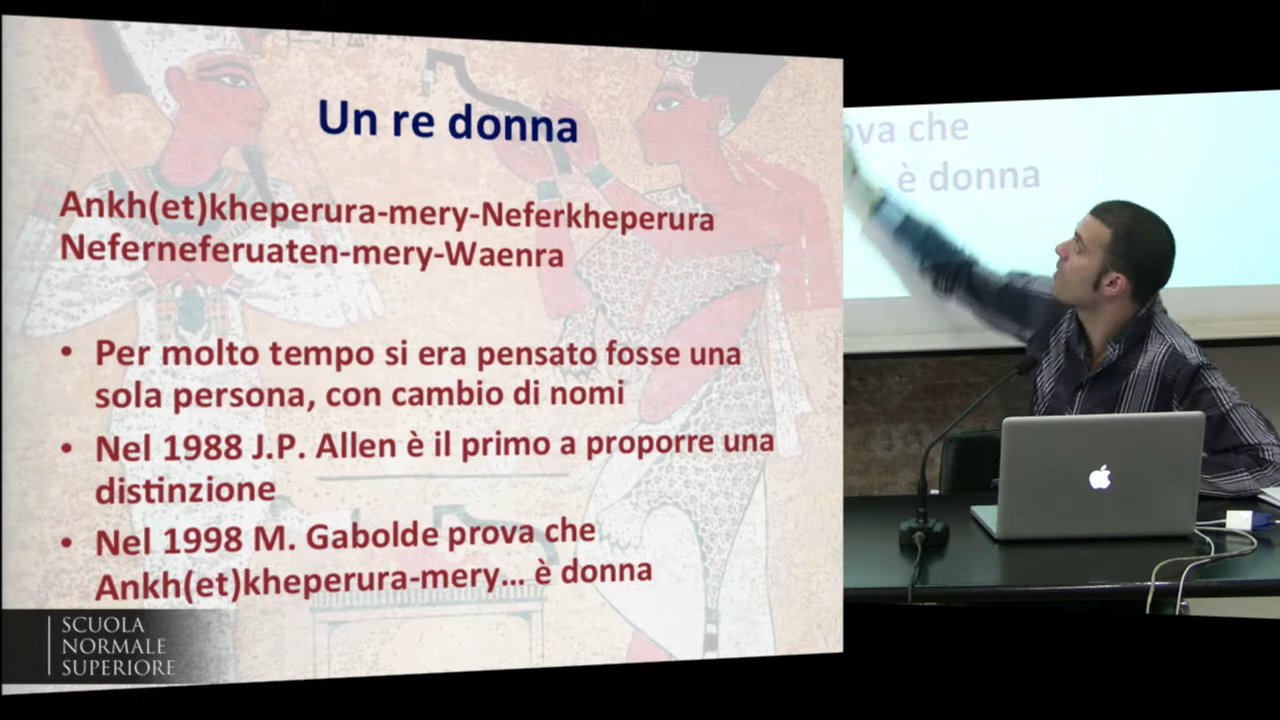 Un re donna
Ankh(et)kheperura-mery-Neferkheperura
Neferneferuaten-mery-Waenra
• Per molto tempo si era pensato fosse una
sola persona, con cambio di nomi
• Nel 1988 J.P. Allen è il primo a proporre una
distinzione
• Nel 1998 M. Gabolde prova che
Ankh(et)kheperura-mery... è donna
SCUOLA
NORMALE
SUPERIORE
ova che
è donna